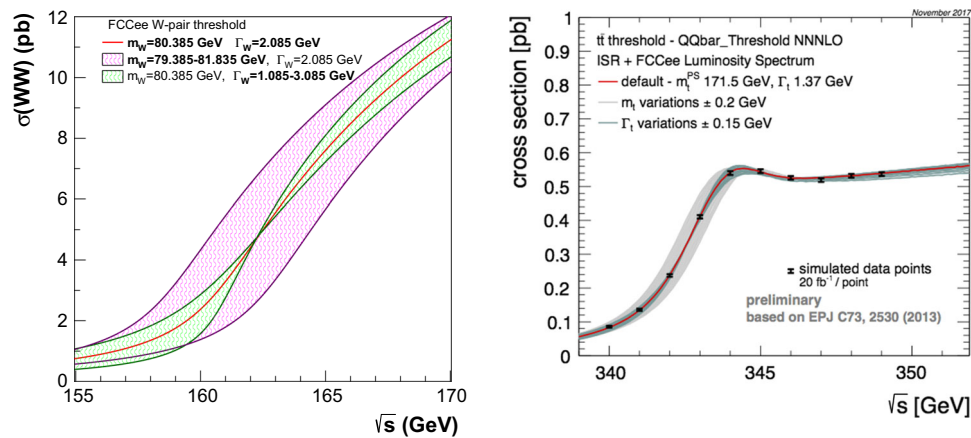 FCCee W-pair threshold
m_W=80.385 GeV Γ_W=2.085 GeV
m_W=79.385-81.835 GeV, Γ_W=2.085 GeV
m_W=80.385 GeV, Γ_W=1.085-3.085 GeV
σ(WW) (pb)
12
10
8
6
4
2
0
155
160
165
170
√s (GeV)
November 2017
tt̄ threshold - QQbar_Threshold NNNLO
ISR + FCCee Luminosity Spectrum
default - m_t^PS 171.5 GeV, Γ_t 1.37 GeV
m_t variations ± 0.2 GeV
Γ_t variations ± 0.15 GeV
cross section [pb]
1
0.9
0.8
0.7
0.6
0.5
0.4
0.3
0.2
0.1
0
simulated data points
20 fb⁻¹ / point
preliminary
based on EPJ C73, 2530 (2013)
340
345
350
√s [GeV]